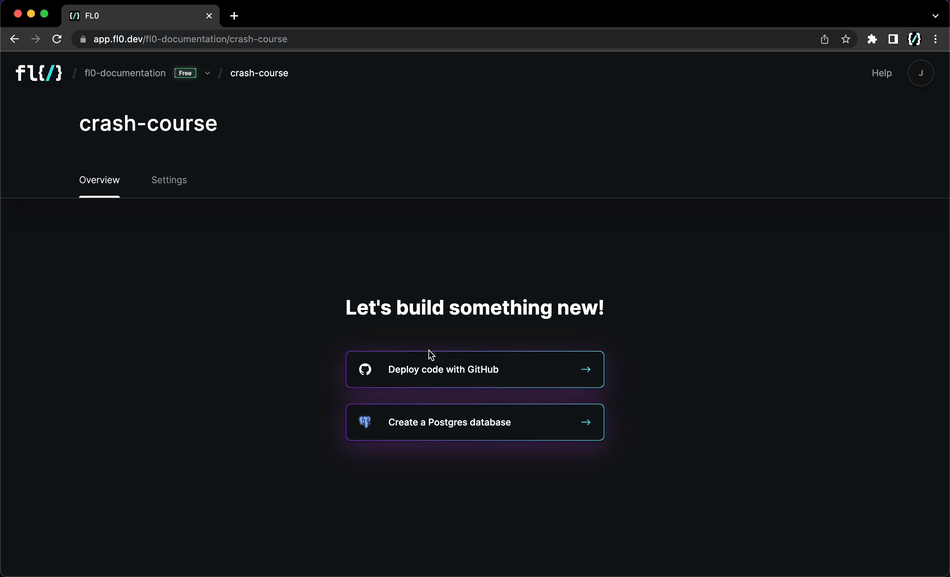 {/} FL0
app.fl0.dev/fl0-documentation/crash-course
fl{/} / fl0-documentation Free / crash-course Help J
crash-course
Overview Settings
Let's build something new!
Deploy code with GitHub →
Create a Postgres database →